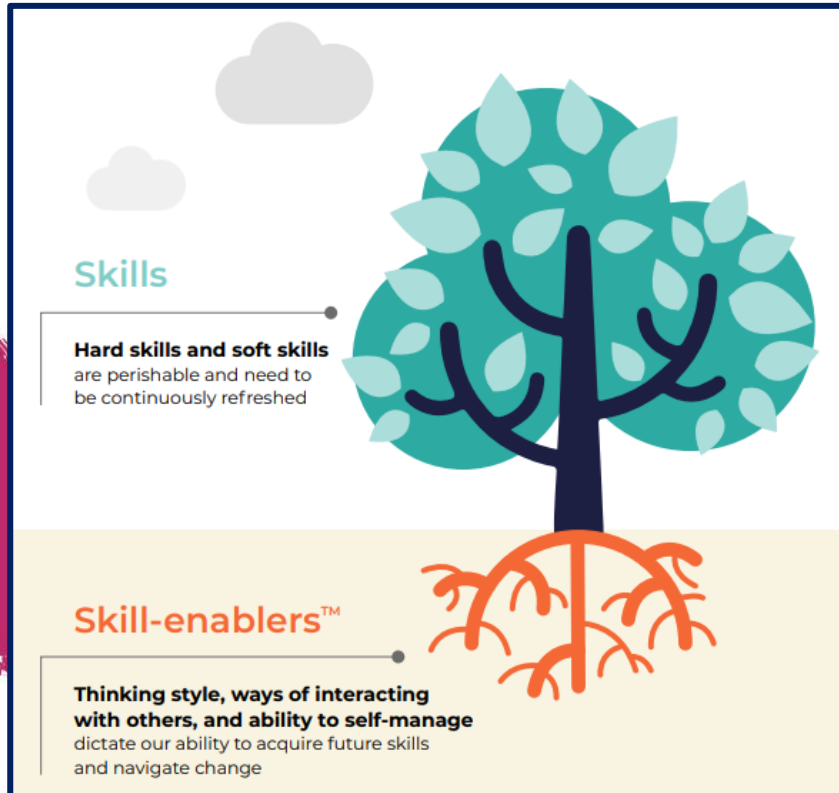 Skills
Hard skills and soft skills
are perishable and need to
be continuously refreshed
Skill-enablers™
Thinking style, ways of interacting
with others, and ability to self-manage
dictate our ability to acquire future skills
and navigate change